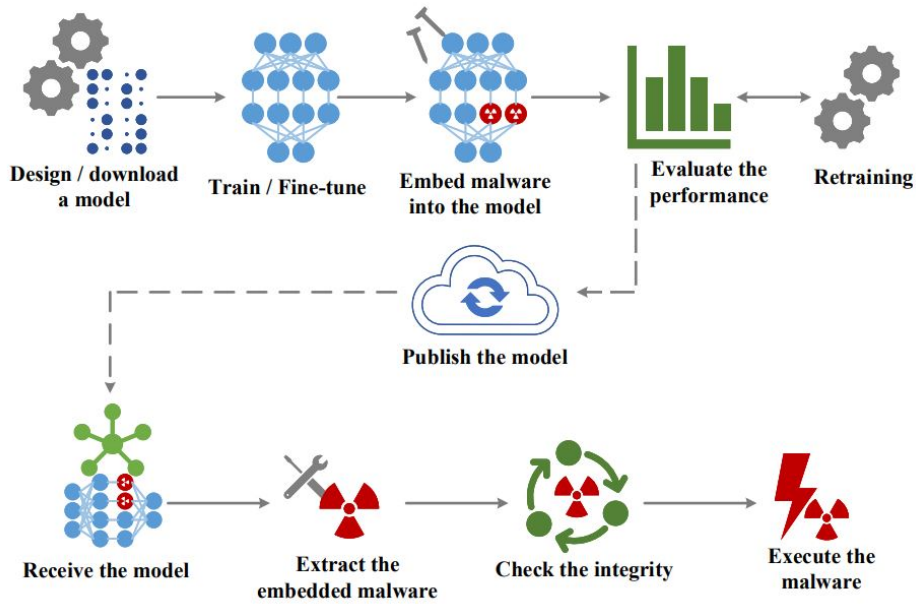 Design / download
a model
Train / Fine-tune
Embed malware
into the model
Evaluate the
performance
Retraining
Publish the model
Receive the model
Extract the
embedded malware
Check the integrity
Execute the
malware